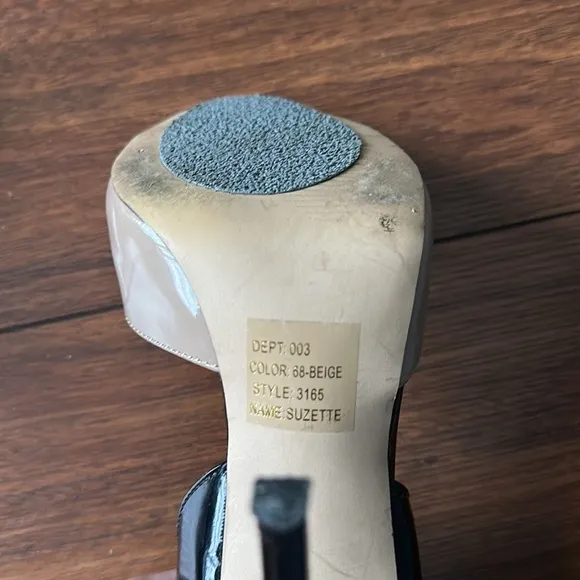 DEPT: 003
COLOR: 68-BEIGE
STYLE: 3165
NAME: SUZETTE